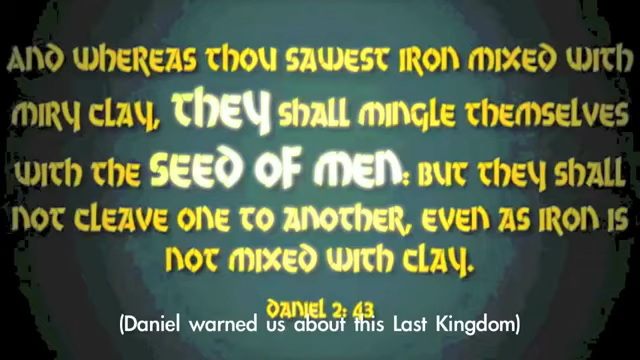 AND WHEREAS THOU SAWEST IRON MIXED WITH
MIRY CLAY, THEY SHALL MINGLE THEMSELVES
WITH THE SEED OF MEN: BUT THEY SHALL
NOT CLEAVE ONE TO ANOTHER, EVEN AS IRON IS
NOT MIXED WITH CLAY.
DANIEL 2: 43
(Daniel warned us about this Last Kingdom)